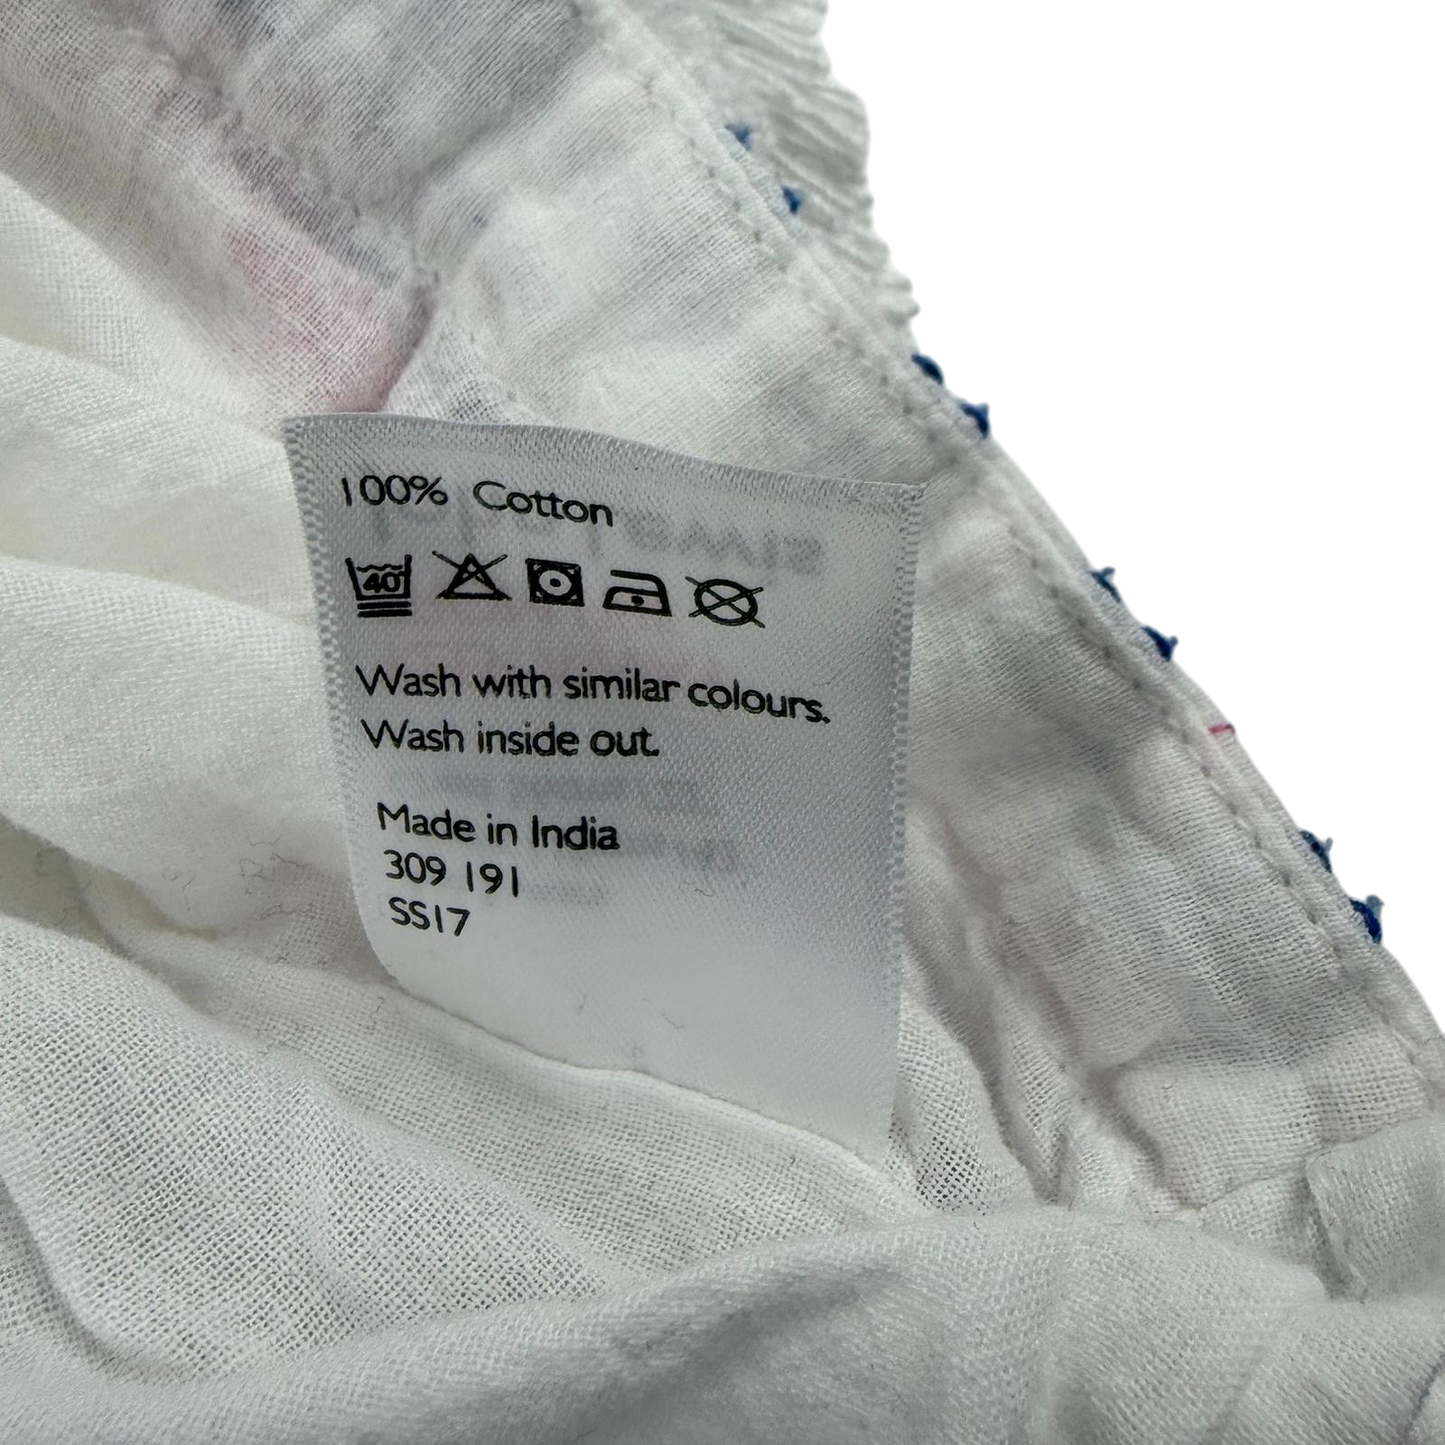 100% Cotton
40
Wash with similar colours.
Wash inside out.
Made in India
309 191
SS17